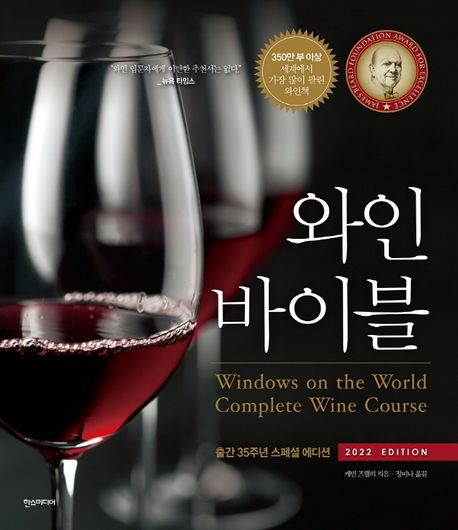 “와인 입문자에게 이만한 추천서는 없다.”
_뉴욕 타임스
350만 부 이상
세계에서
가장 많이 팔린
와인책
JAMES BEARD FOUNDATION AWARD FOR EXCELLENCE
와인
바이블
Windows on the World
Complete Wine Course
출간 35주년 스페셜 에디션
2022 EDITION
케빈 즈랠리 지음 · 정미나 옮김
한스미디어